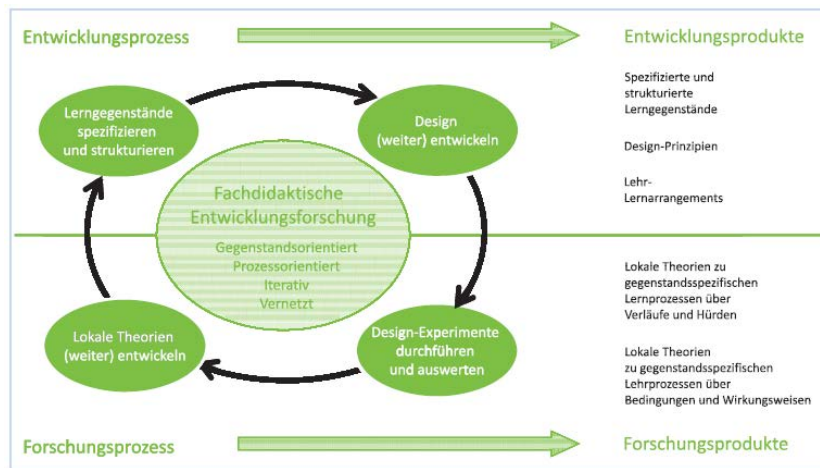 Entwicklungsprozess
Entwicklungsprodukte
Lerngegenstände
spezifizieren
und strukturieren
Design
(weiter) entwickeln
Spezifizierte und
strukturierte
Lerngegenstände
Design-Prinzipien
Lehr-
Lernarrangements
Fachdidaktische
Entwicklungsforschung
Gegenstandsorientiert
Prozessorientiert
Iterativ
Vernetzt
Lokale Theorien
(weiter) entwickeln
Design-Experimente
durchführen
und auswerten
Lokale Theorien zu
gegenstandsspezifischen
Lernprozessen über
Verläufe und Hürden
Lokale Theorien
zu gegenstandsspezifischen
Lehrprozessen über
Bedingungen und Wirkungsweisen
Forschungsprozess
Forschungsprodukte